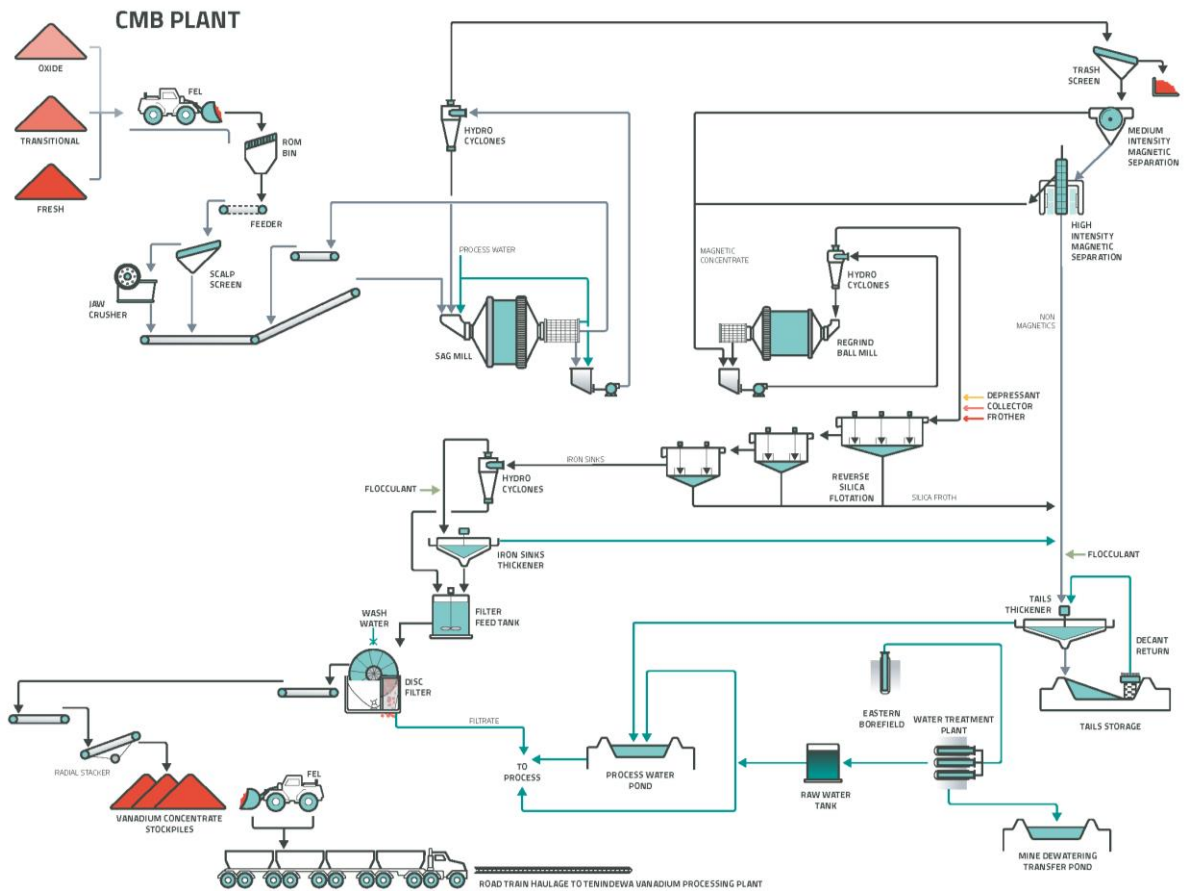 CMB PLANT
OXIDE
TRANSITIONAL
FRESH
FEL
ROM
BIN
FEEDER
SCALP
SCREEN
JAW
CRUSHER
HYDRO
CYCLONES
PROCESS WATER
SAG MILL
TRASH
SCREEN
MEDIUM
INTENSITY
MAGNETIC
SEPARATION
HIGH
INTENSITY
MAGNETIC
SEPARATION
MAGNETIC
CONCENTRATE
HYDRO
CYCLONES
REGRIND
BALL MILL
NON
MAGNETICS
DEPRESSANT
COLLECTOR
FROTHER
REVERSE
SILICA
FLOTATION
SILICA FROTH
IRON SINKS
HYDRO
CYCLONES
FLOCCULANT
IRON SINKS
THICKENER
FLOCCULANT
FILTER
FEED TANK
WASH
WATER
DISC
FILTER
TAILS
THICKENER
DECANT
RETURN
TAILS STORAGE
EASTERN
BOREFIELD
WATER TREATMENT
PLANT
FILTRATE
TO
PROCESS
PROCESS WATER
POND
RAW WATER
TANK
MINE DEWATERING
TRANSFER POND
RADIAL STACKER
VANADIUM CONCENTRATE
STOCKPILES
FEL
ROAD TRAIN HAULAGE TO TENINDEWA VANADIUM PROCESSING PLANT